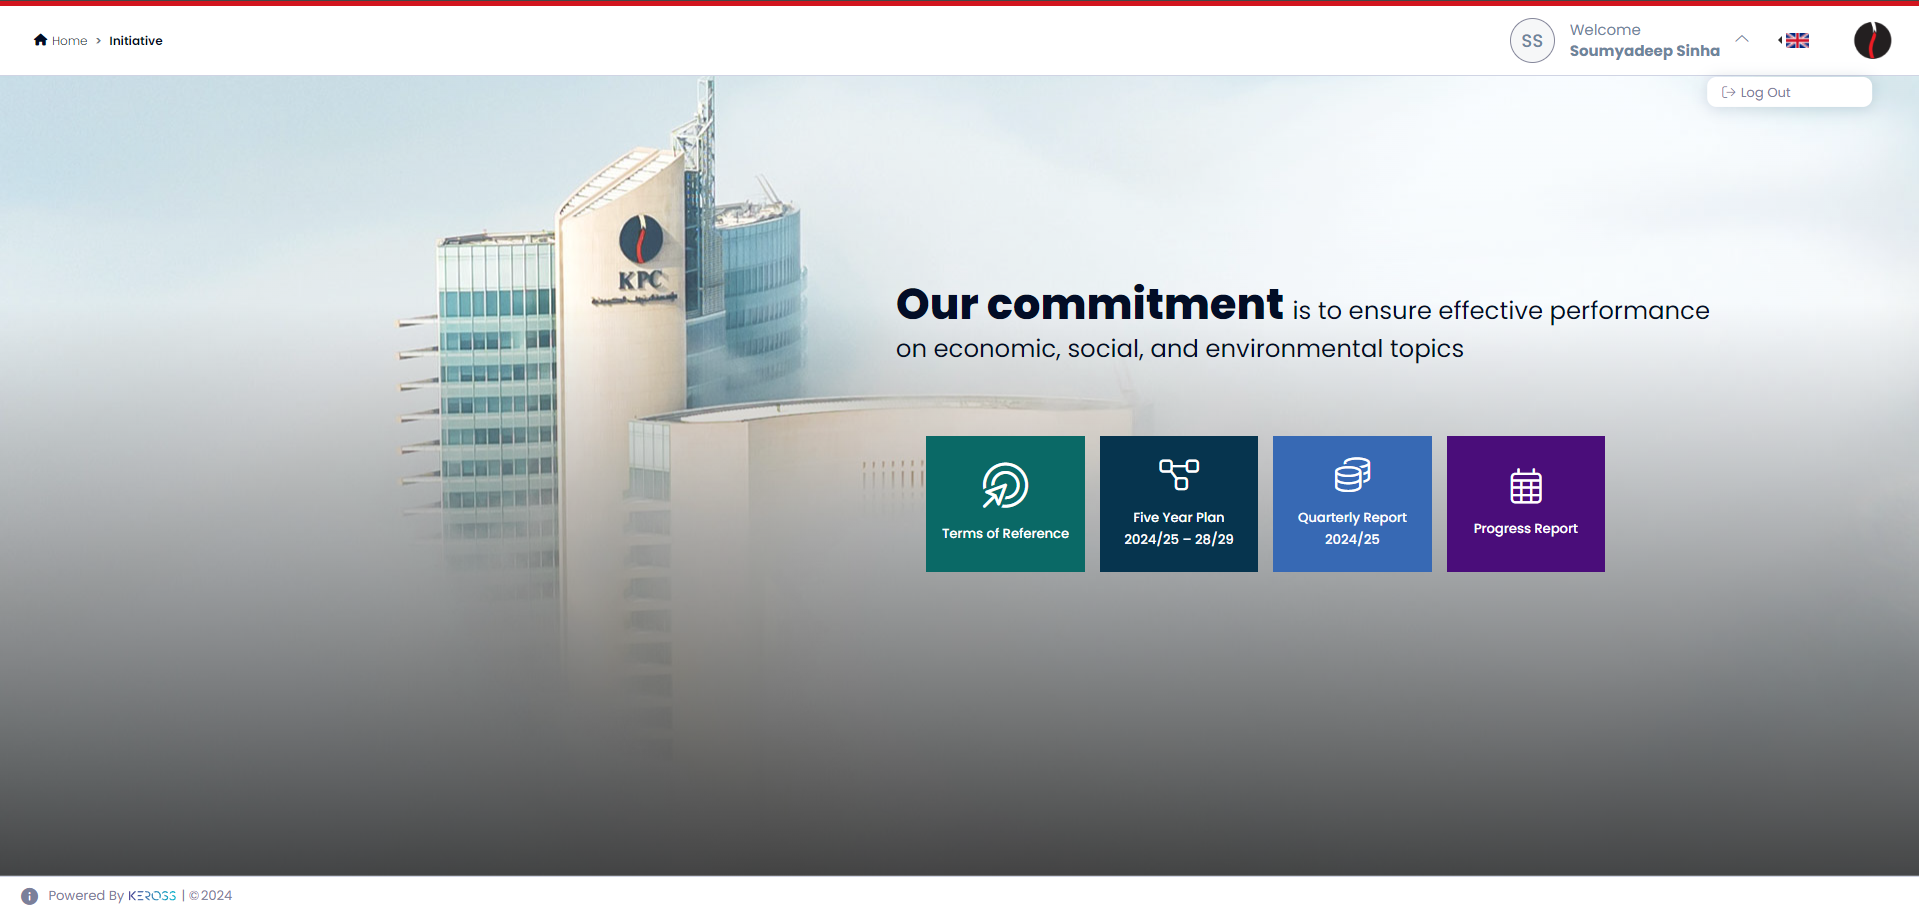 Home > Initiative
SS
Welcome
Soumyadeep Sinha
Log Out
KPC
Our commitment is to ensure effective performance
on economic, social, and environmental topics
Terms of Reference
Five Year Plan
2024/25 – 28/29
Quarterly Report
2024/25
Progress Report
Powered By KEROSS | © 2024